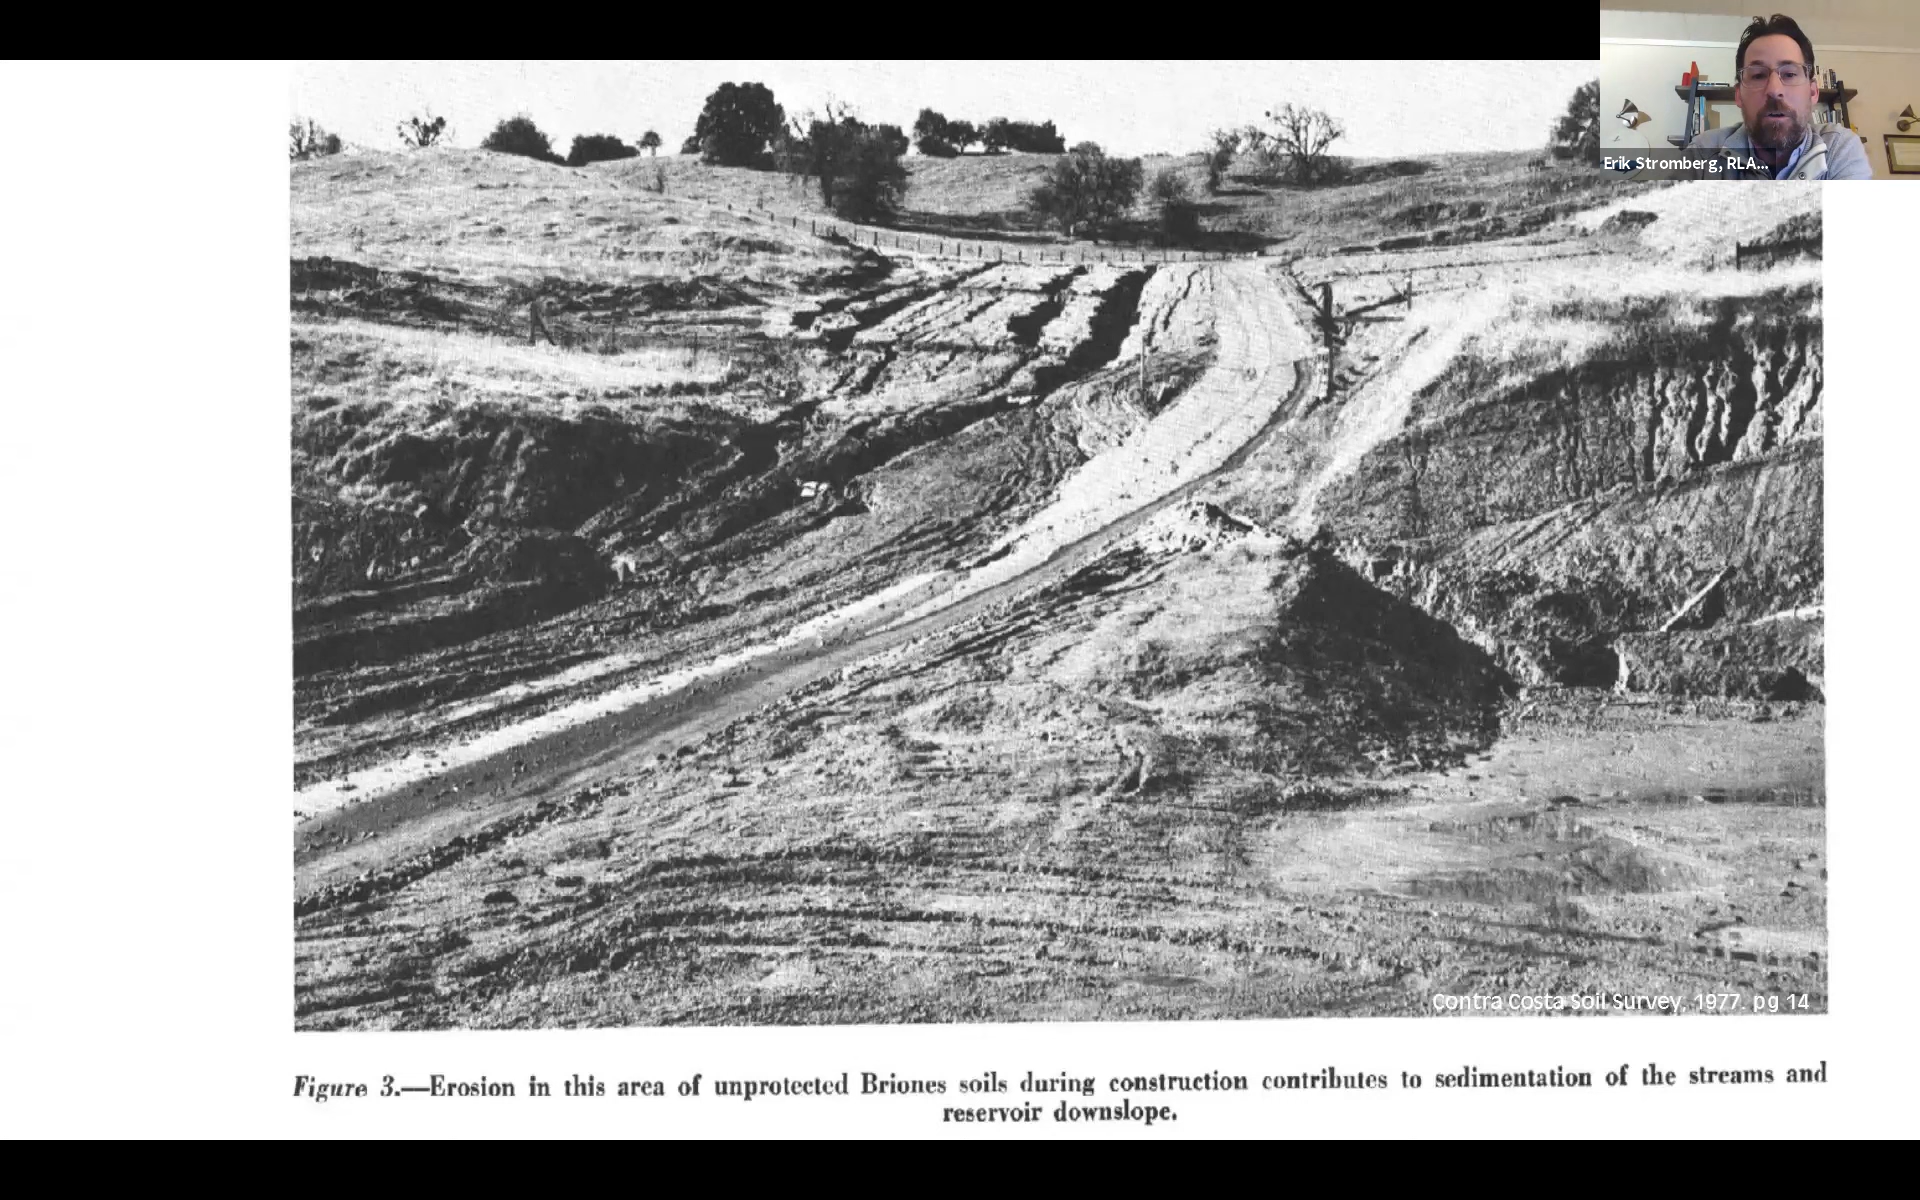 Erik Stromberg, RLA...
Contra Costa Soil Survey, 1977. pg 14
Figure 3.—Erosion in this area of unprotected Briones soils during construction contributes to sedimentation of the streams and
reservoir downslope.